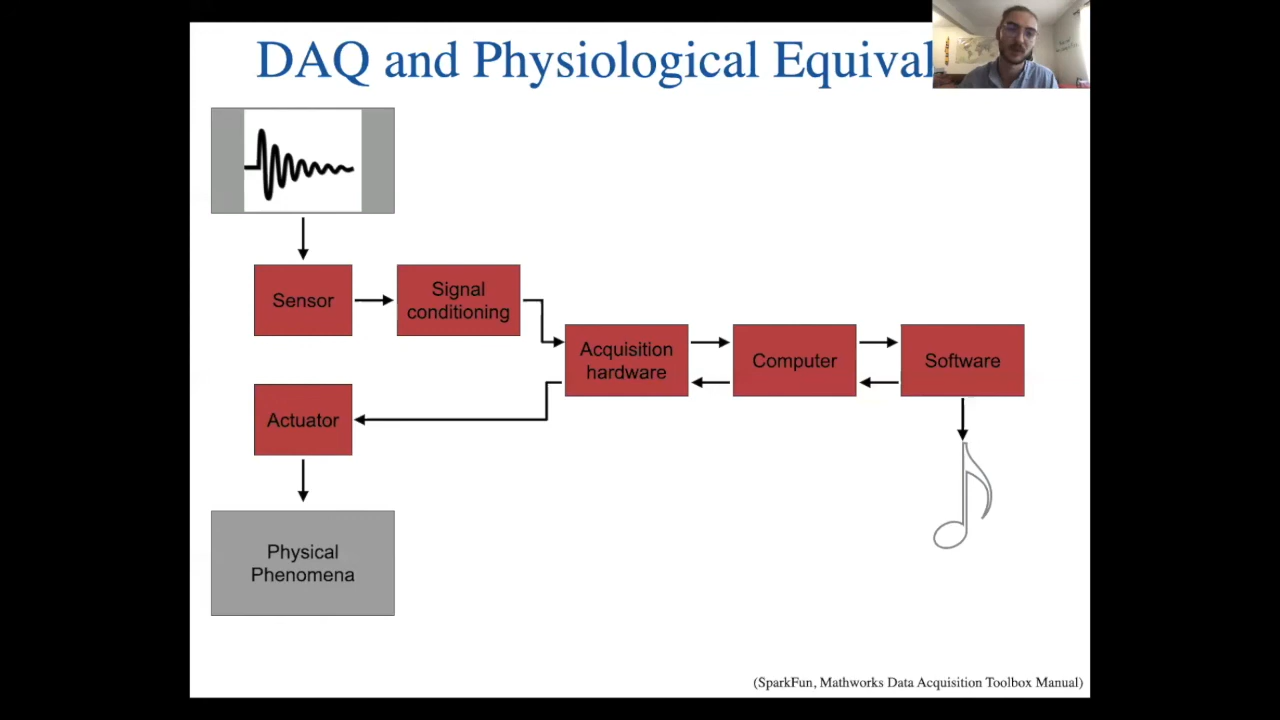 DAQ and Physiological Equival
Sensor
Signal
conditioning
Acquisition
hardware
Computer
Software
Actuator
Physical
Phenomena
(SparkFun, Mathworks Data Acquisition Toolbox Manual)